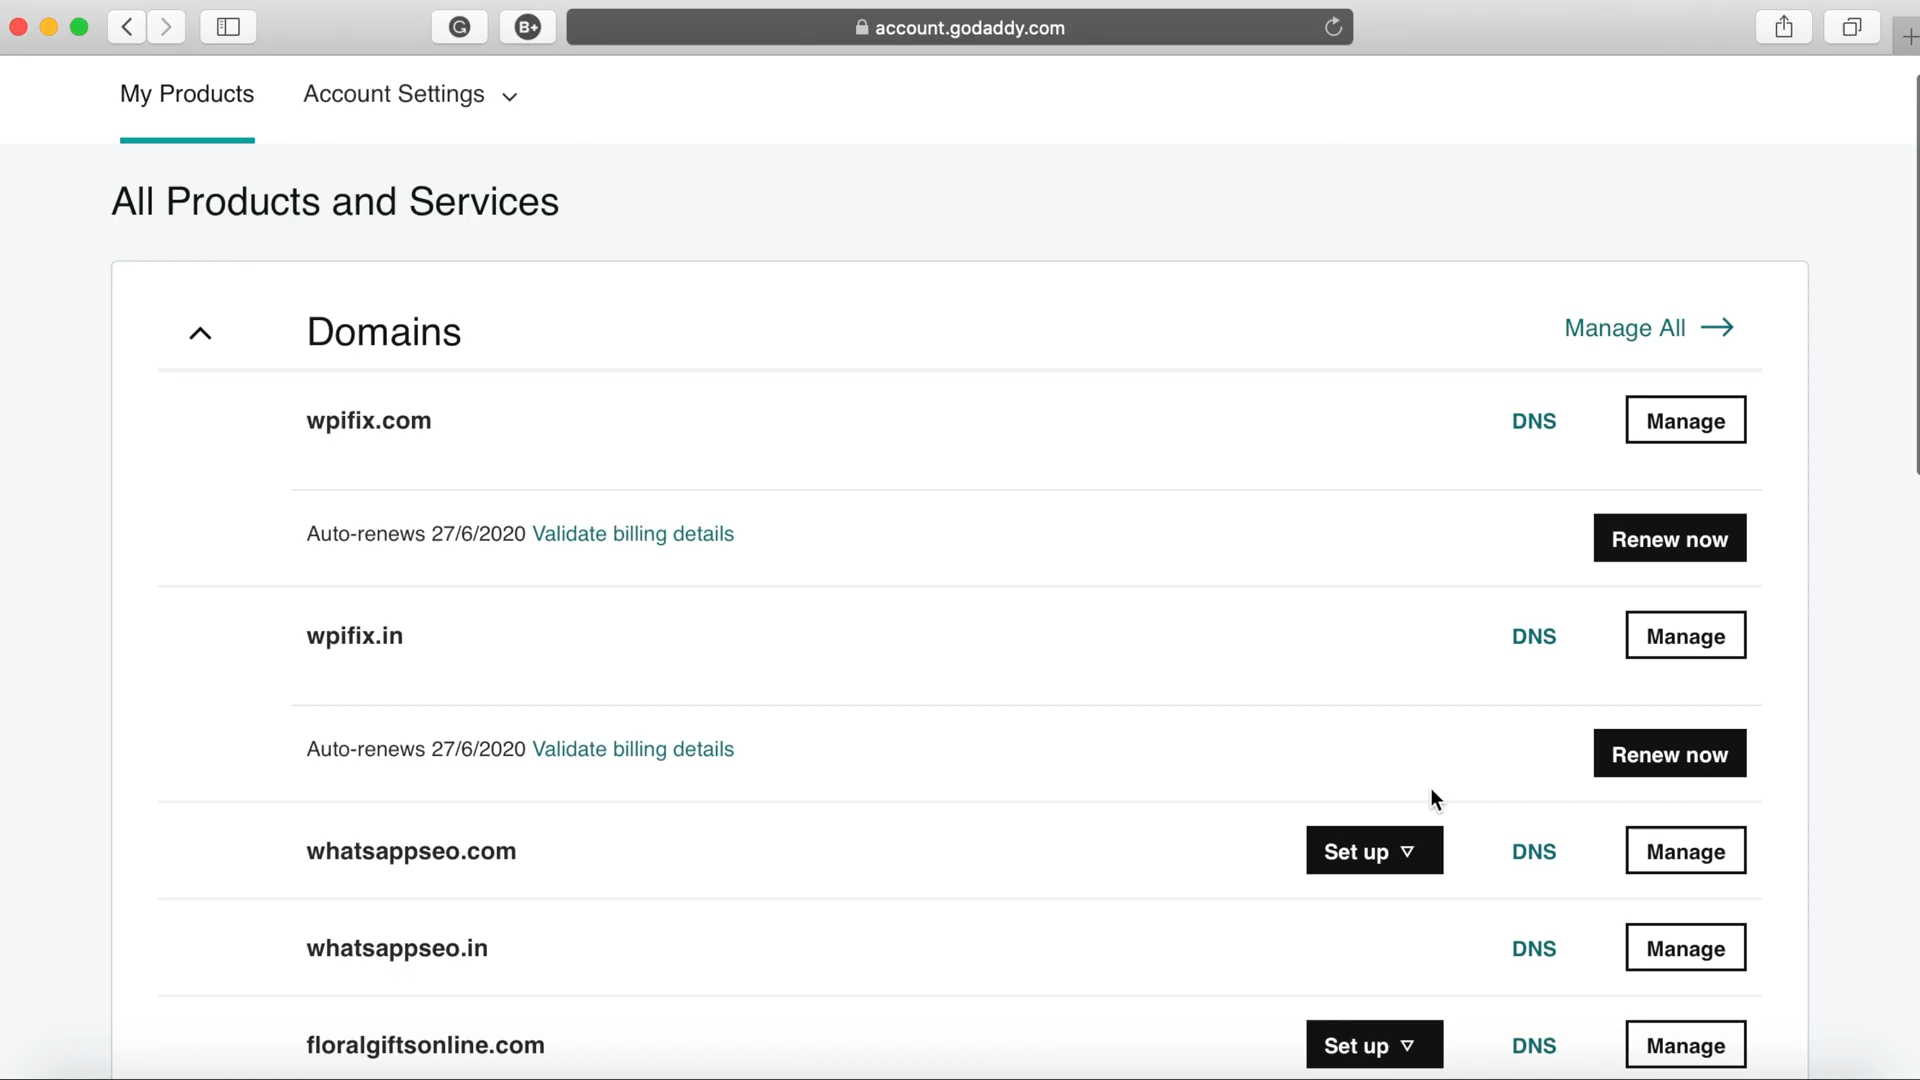 G B+ account.godaddy.com
My Products Account Settings
All Products and Services
Domains Manage All
wpifix.com DNS Manage
Auto-renews 27/6/2020 Validate billing details Renew now
wpifix.in DNS Manage
Auto-renews 27/6/2020 Validate billing details Renew now
whatsappseo.com Set up DNS Manage
whatsappseo.in DNS Manage
floralgiftsonline.com Set up DNS Manage